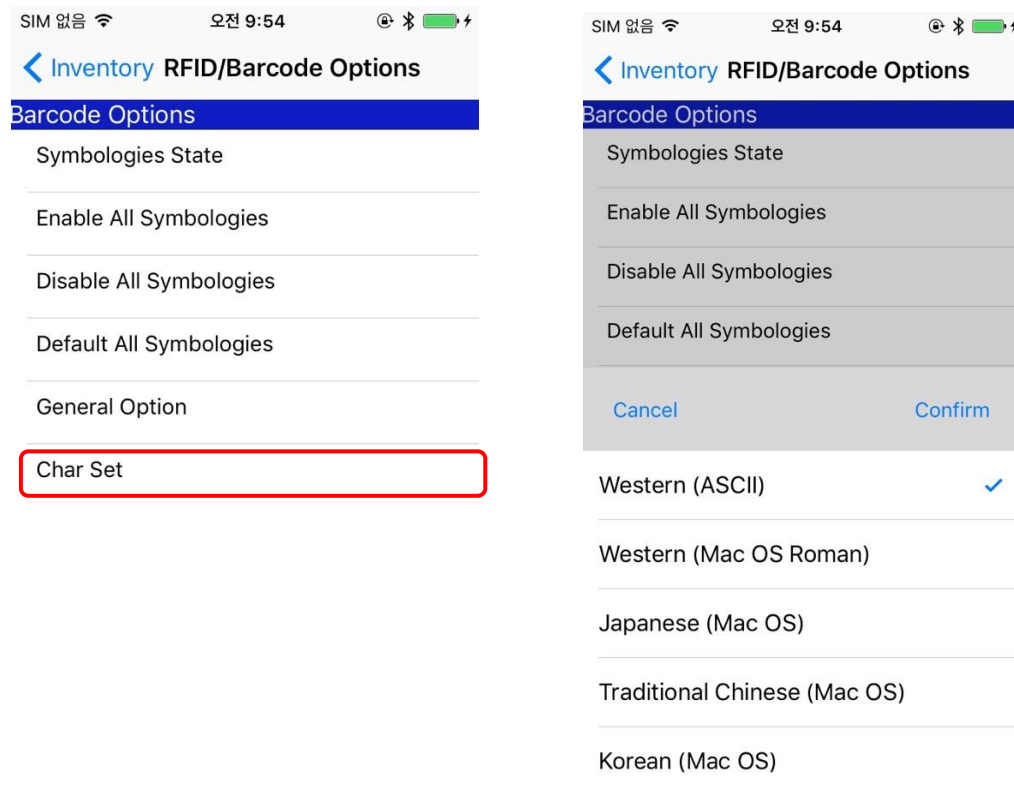 SIM 없음 오전 9:54
Inventory RFID/Barcode Options
Barcode Options
Symbologies State
Enable All Symbologies
Disable All Symbologies
Default All Symbologies
General Option
Char Set
SIM 없음 오전 9:54
Inventory RFID/Barcode Options
Barcode Options
Symbologies State
Enable All Symbologies
Disable All Symbologies
Default All Symbologies
Cancel Confirm
Western (ASCII)
Western (Mac OS Roman)
Japanese (Mac OS)
Traditional Chinese (Mac OS)
Korean (Mac OS)